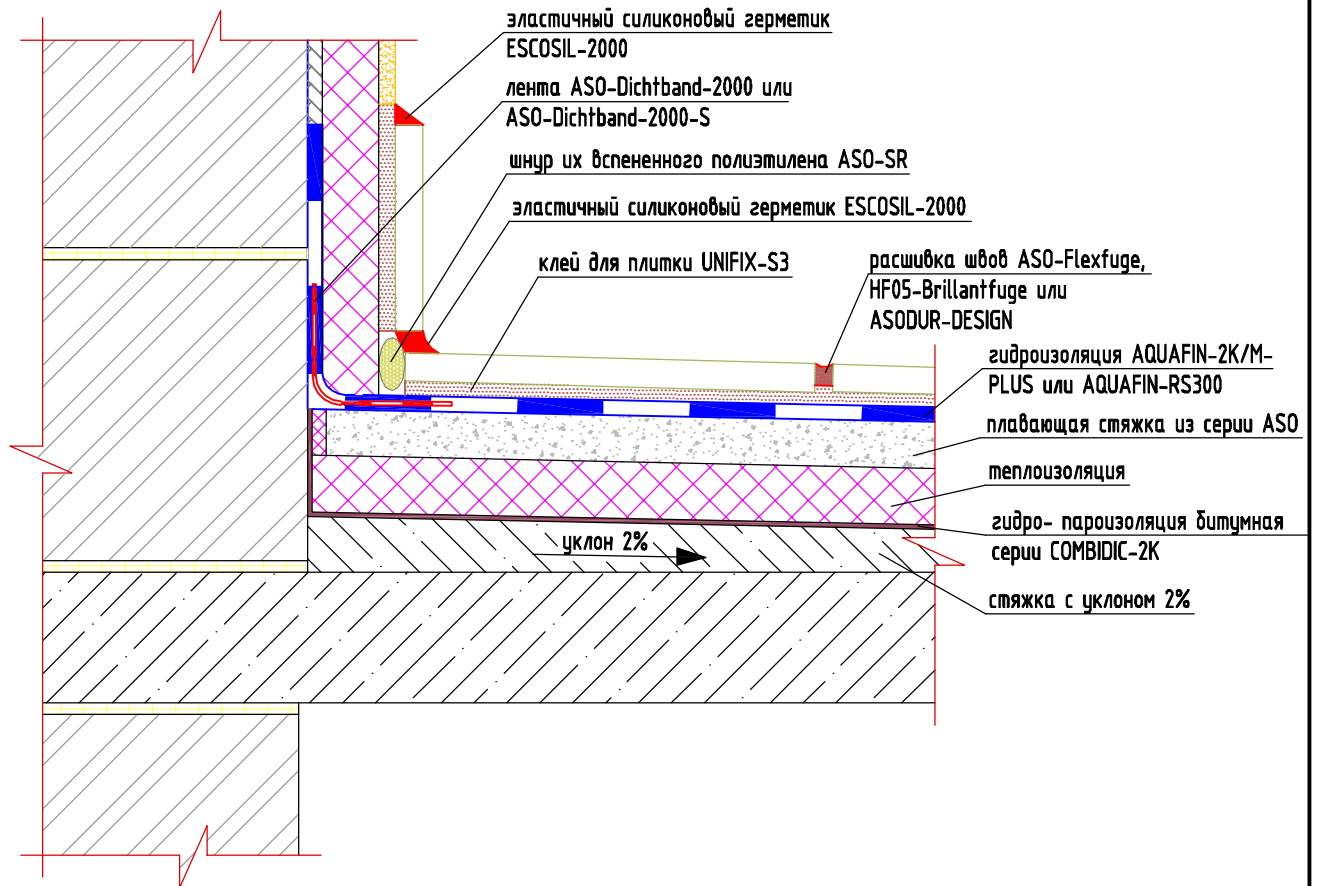 эластичный силиконовый герметик
ESCOSIL-2000
лента ASO-Dichtband-2000 или
ASO-Dichtband-2000-S
шнур их вспененного полиэтилена ASO-SR
эластичный силиконовый герметик ESCOSIL-2000
клей для плитки UNIFIX-S3
расшивка швов ASO-Flexfuge,
HF05-Brillantfuge или
ASODUR-DESIGN
гидроизоляция AQUAFIN-2K/M-
PLUS или AQUAFIN-RS300
плавающая стяжка из серии ASO
теплоизоляция
гидро- пароизоляция битумная
серии COMBIDIC-2K
уклон 2%
стяжка с уклоном 2%